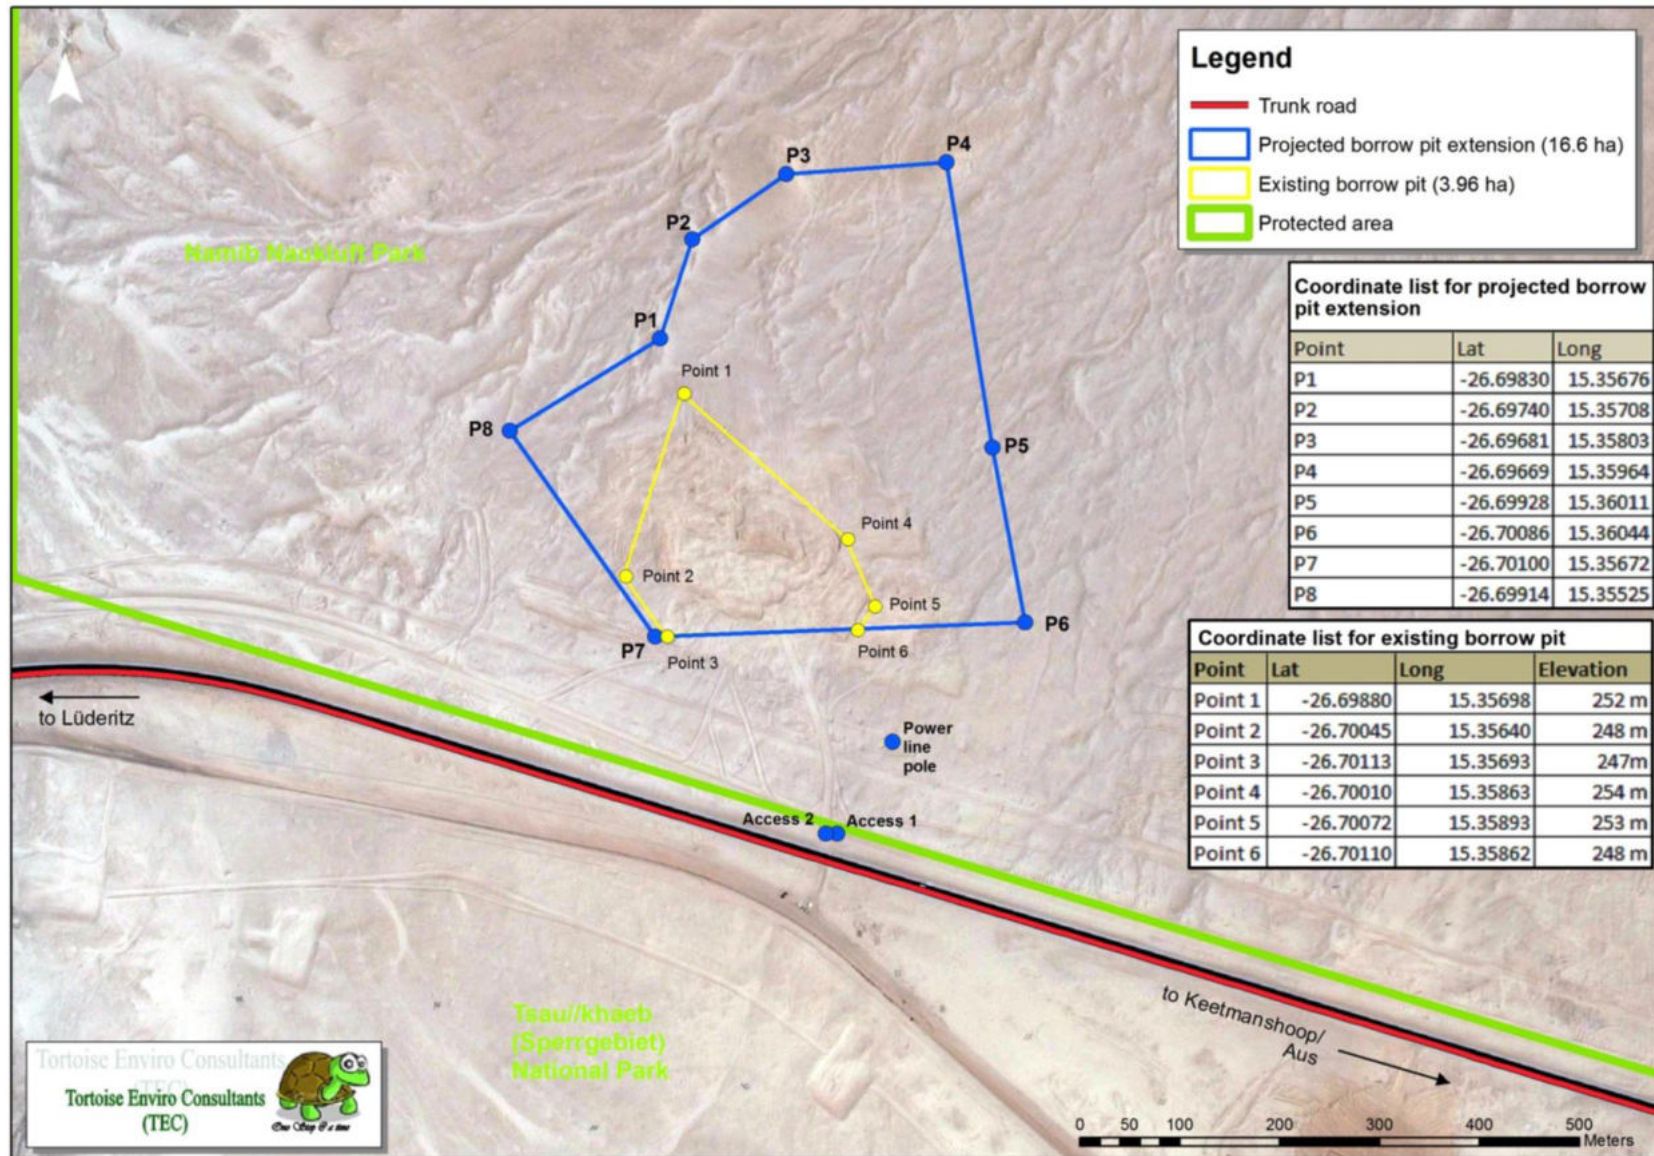 Legend
Trunk road
Projected borrow pit extension (16.6 ha)
Existing borrow pit (3.96 ha)
Protected area
P3
P4
P2
Namib Naukluft Park
P1
Point 1
P8
P5
Point 4
Point 2
Point 5
P6
P7
Point 3
Point 6
to Lüderitz
Power
line
pole
Access 2
Access 1
Coordinate list for projected borrow
pit extension
Point Lat Long
P1 -26.69830 15.35676
P2 -26.69740 15.35708
P3 -26.69681 15.35803
P4 -26.69669 15.35964
P5 -26.69928 15.36011
P6 -26.70086 15.36044
P7 -26.70100 15.35672
P8 -26.69914 15.35525
Coordinate list for existing borrow pit
Point Lat Long Elevation
Point 1 -26.69880 15.35698 252 m
Point 2 -26.70045 15.35640 248 m
Point 3 -26.70113 15.35693 247m
Point 4 -26.70010 15.35863 254 m
Point 5 -26.70072 15.35893 253 m
Point 6 -26.70110 15.35862 248 m
to Keetmanshoop/
Aus
Tsau//khaeb
(Sperrgebiet)
National Park
Tortoise Enviro Consultants
(TEC)
Tortoise Enviro Consultants
(TEC)
One Step @ a time
0 50 100 200 300 400 500
Meters